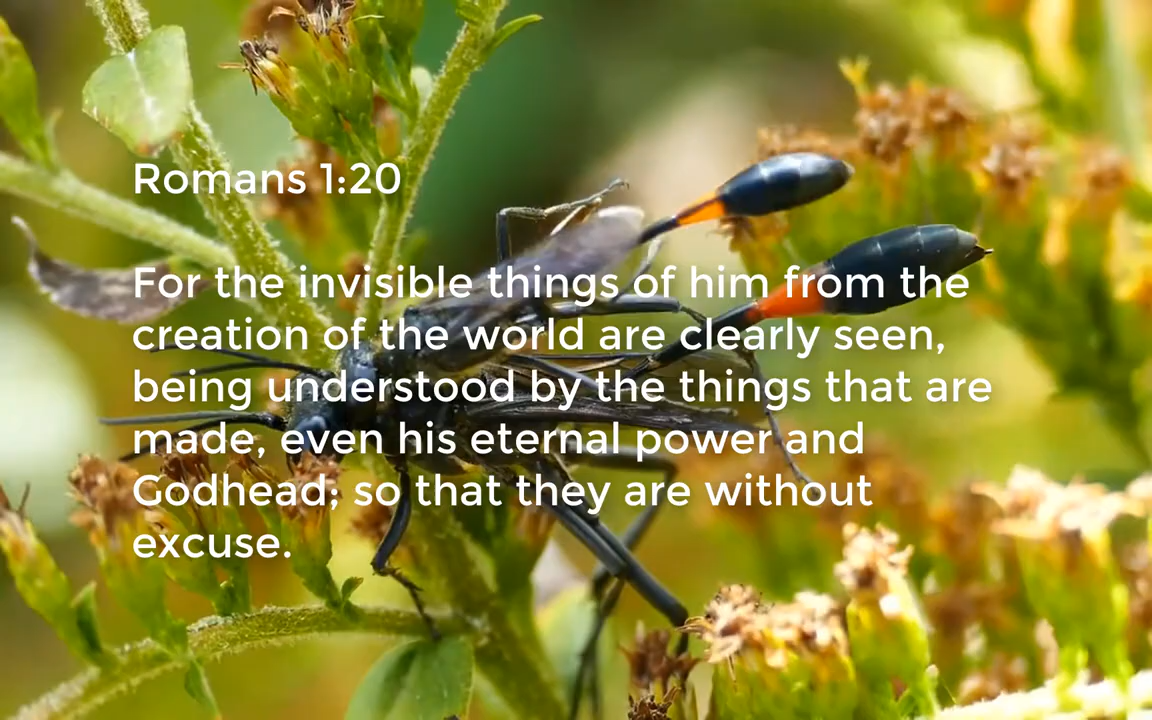 Romans 1:20
For the invisible things of him from the
creation of the world are clearly seen,
being understood by the things that are
made, even his eternal power and
Godhead; so that they are without
excuse.